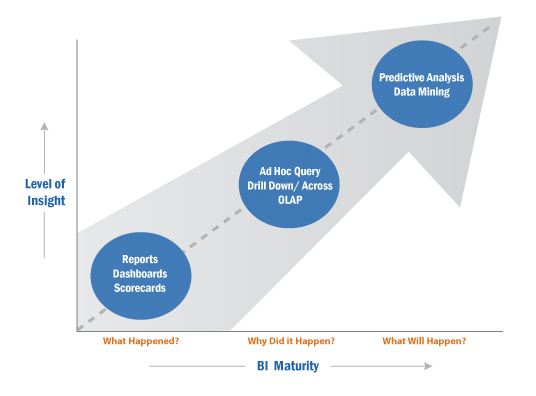 Predictive Analysis
Data Mining
Ad Hoc Query
Drill Down/ Across
OLAP
Level of
Insight
Reports
Dashboards
Scorecards
What Happened?
Why Did it Happen?
What Will Happen?
BI Maturity